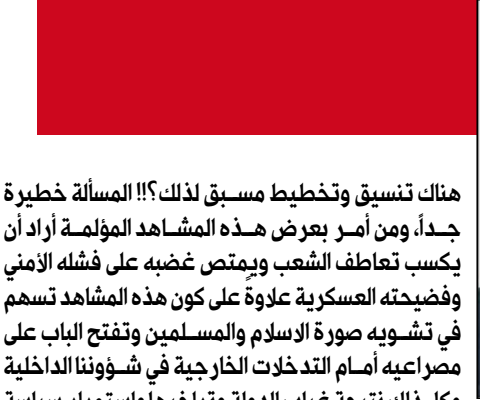 هناك تنسيق وتخطيط مسبق لذلك؟!! المسألة خطيرة
جداً، ومن أمر بعرض هذه المشاهد المؤلمة أراد أن
يكسب تعاطف الشعب ويمتص غضبه على فشله الأمني
وفضيحته العسكرية علاوةً على كون هذه المشاهد تسهم
في تشويه صورة الاسلام والمسلمين وتفتح الباب على
مصراعيه أمام التدخلات الخارجية في شؤوننا الداخلية